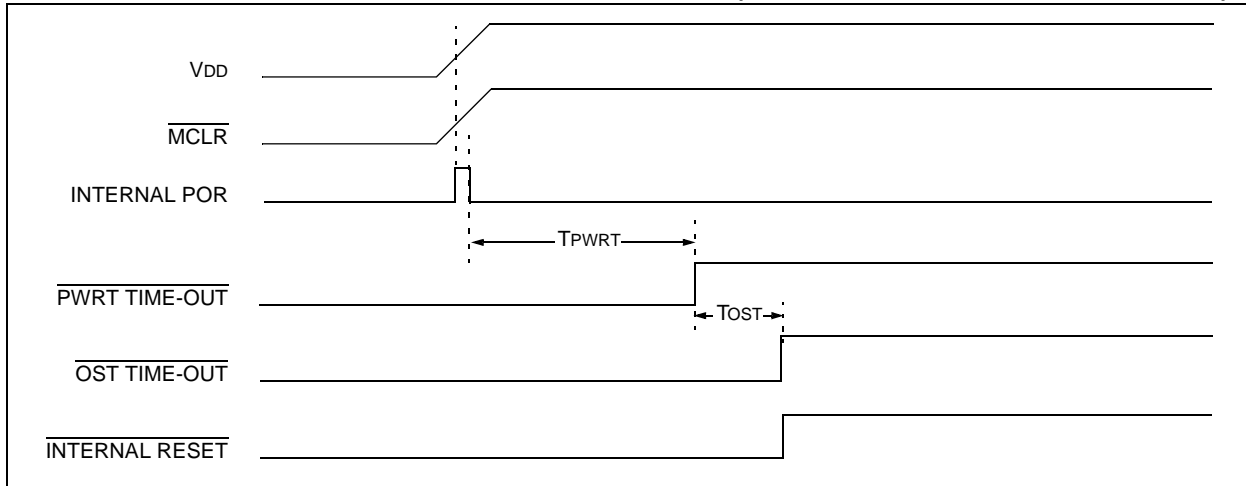 VDD
MCLR
INTERNAL POR
TPWRT
PWRT TIME-OUT
TOST
OST TIME-OUT
INTERNAL RESET